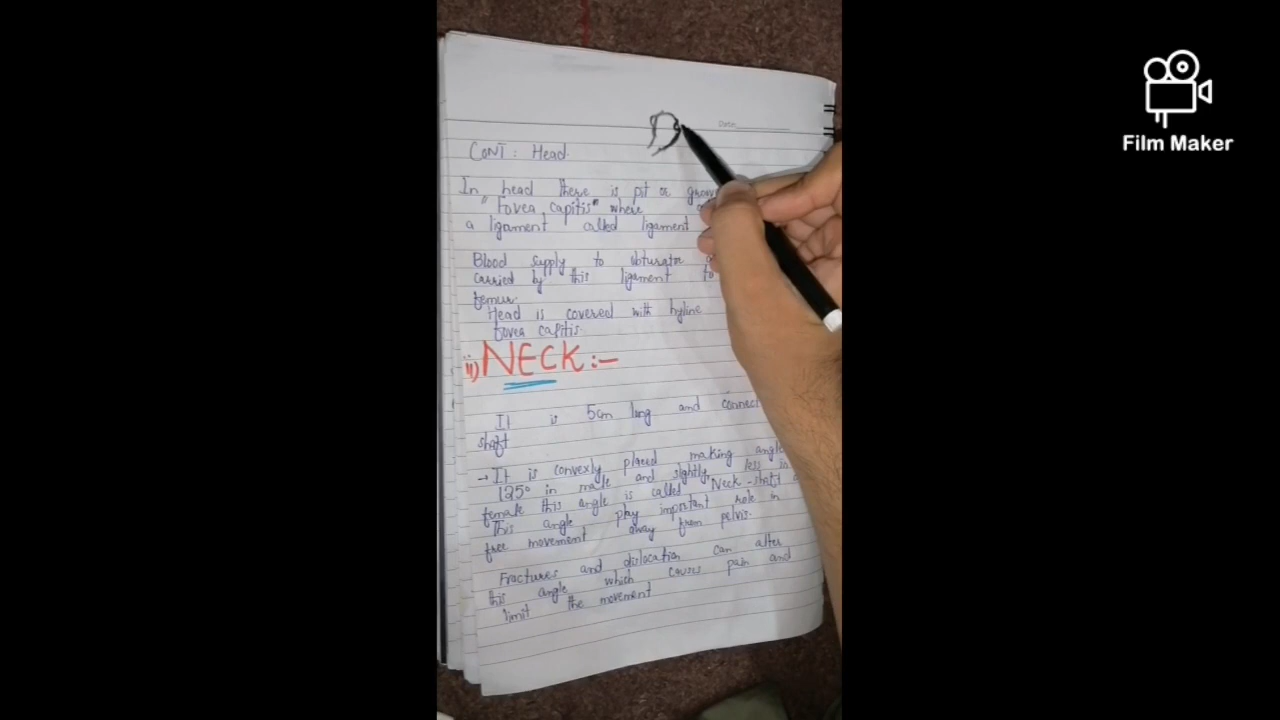 Film Maker
Date
CONT : Head
In head there is pit or
"Fovea capitis" where
a ligament called ligament
Blood supply to obturator
carried by this ligament to
femur.
Head is covered with hyline
fovea capitis.
ii) NECK :-
It is 5cm long and connect
shaft
→ It is convexly placed making angle
125° in male and slightly less in
female this angle is called Neck-shaft
This angle play important role in
free movement away from pelvis.
Fractures and dislocation can alter
this angle which causes pain and
limit the movement